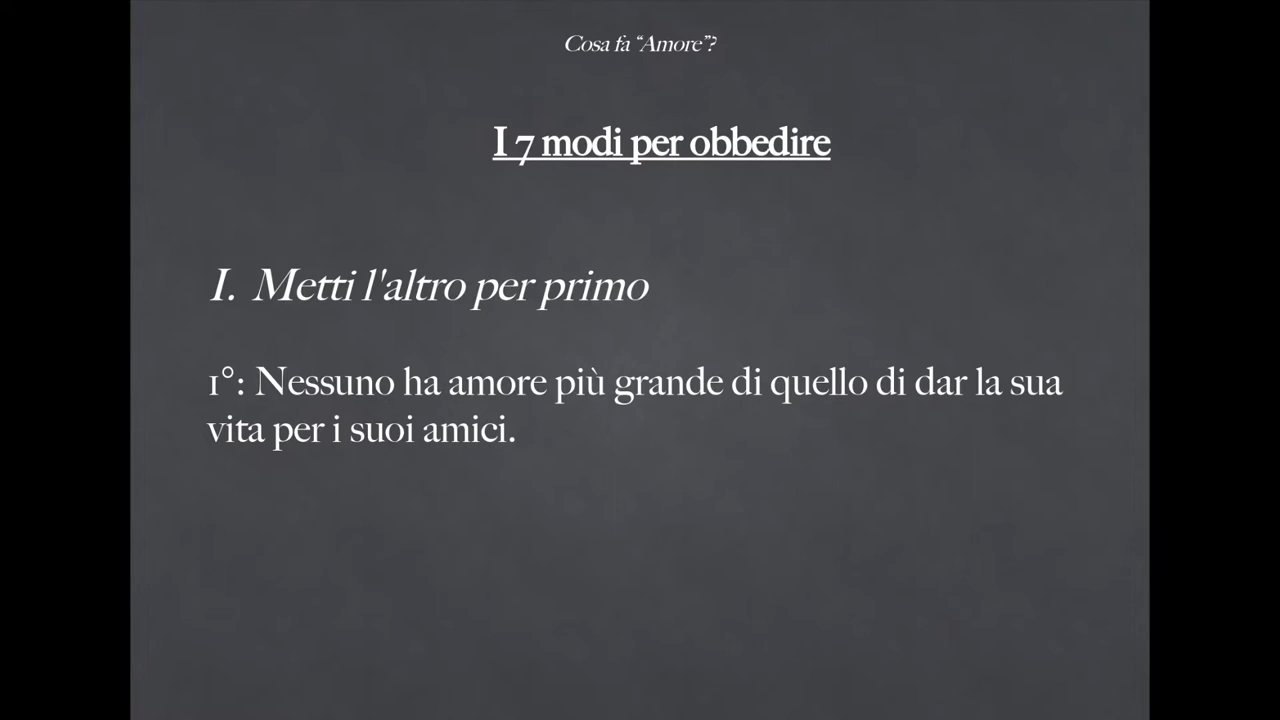 Cosa fa “Amore”?
I 7 modi per obbedire
I. Metti l'altro per primo
1°: Nessuno ha amore più grande di quello di dar la sua
vita per i suoi amici.